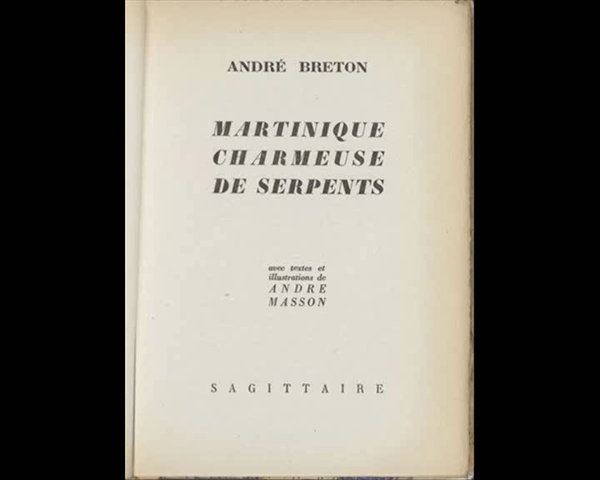 ANDRÉ BRETON
MARTINIQUE
CHARMEUSE
DE SERPENTS
avec textes et
illustrations de
ANDRE
MASSON
SAGITTAIRE